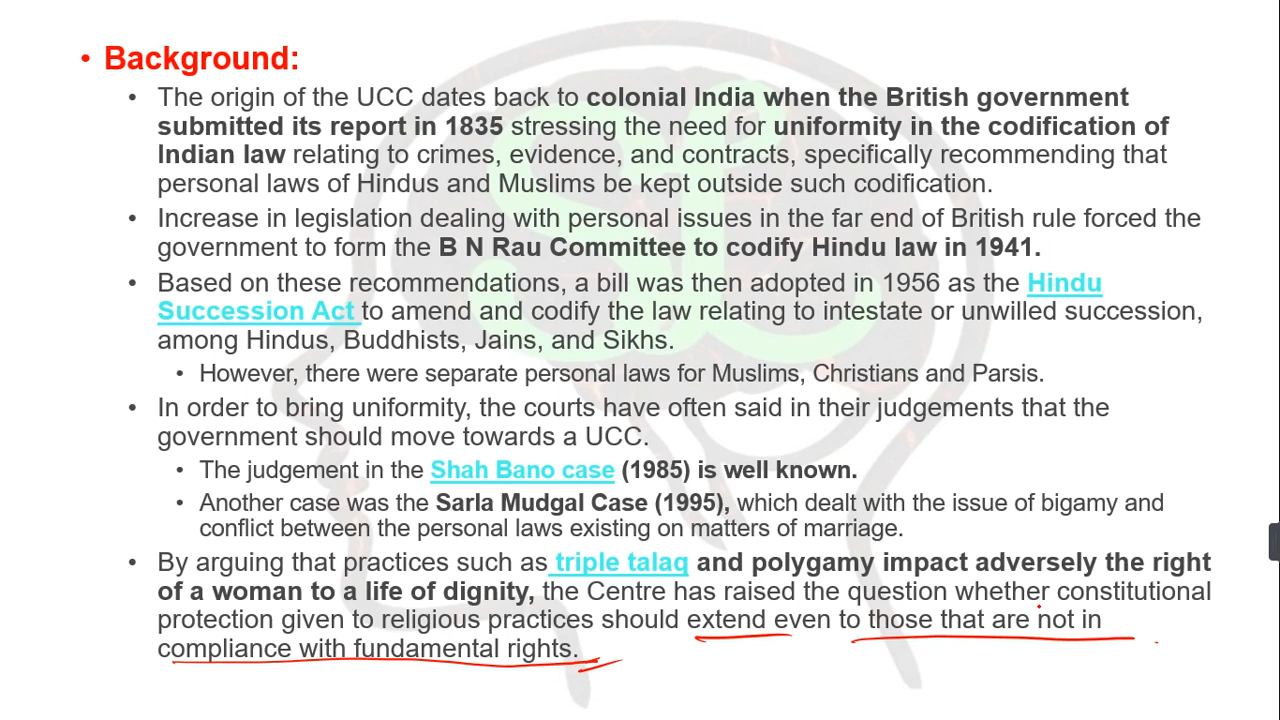 • Background:
• The origin of the UCC dates back to colonial India when the British government
submitted its report in 1835 stressing the need for uniformity in the codification of
Indian law relating to crimes, evidence, and contracts, specifically recommending that
personal laws of Hindus and Muslims be kept outside such codification.
• Increase in legislation dealing with personal issues in the far end of British rule forced the
government to form the B N Rau Committee to codify Hindu law in 1941.
• Based on these recommendations, a bill was then adopted in 1956 as the Hindu
Succession Act to amend and codify the law relating to intestate or unwilled succession,
among Hindus, Buddhists, Jains, and Sikhs.
• However, there were separate personal laws for Muslims, Christians and Parsis.
• In order to bring uniformity, the courts have often said in their judgements that the
government should move towards a UCC.
• The judgement in the Shah Bano case (1985) is well known.
• Another case was the Sarla Mudgal Case (1995), which dealt with the issue of bigamy and
conflict between the personal laws existing on matters of marriage.
• By arguing that practices such as triple talaq and polygamy impact adversely the right
of a woman to a life of dignity, the Centre has raised the question whether constitutional
protection given to religious practices should extend even to those that are not in
compliance with fundamental rights.